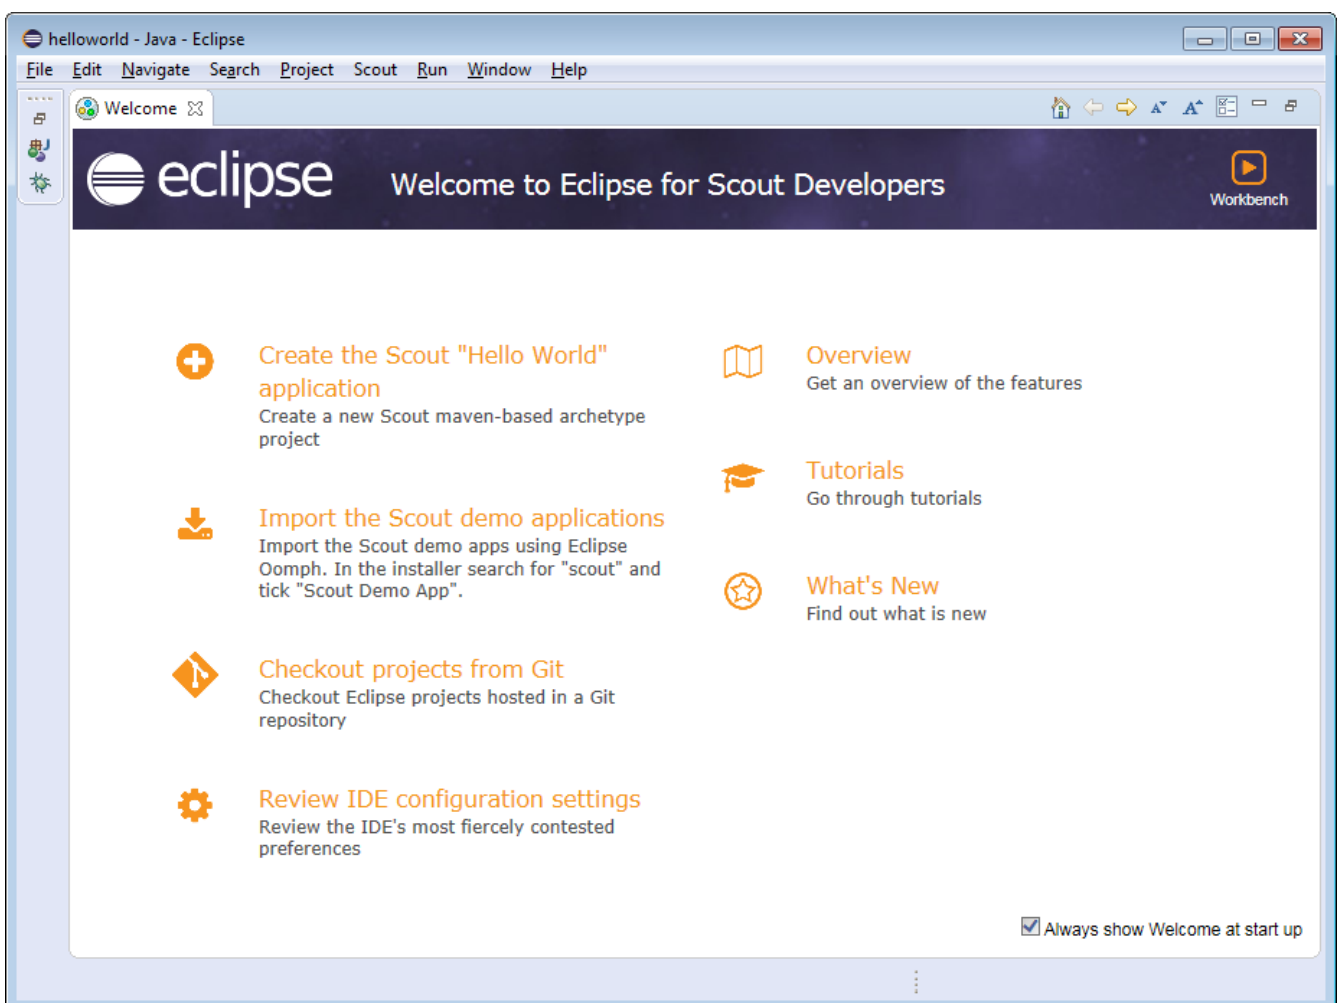 helloworld - Java - Eclipse
File Edit Navigate Search Project Scout Run Window Help
Welcome
eclipse Welcome to Eclipse for Scout Developers
Workbench
Create the Scout "Hello World"
application
Create a new Scout maven-based archetype
project
Import the Scout demo applications
Import the Scout demo apps using Eclipse
Oomph. In the installer search for "scout" and
tick "Scout Demo App".
Checkout projects from Git
Checkout Eclipse projects hosted in a Git
repository
Review IDE configuration settings
Review the IDE's most fiercely contested
preferences
Overview
Get an overview of the features
Tutorials
Go through tutorials
What's New
Find out what is new
Always show Welcome at start up